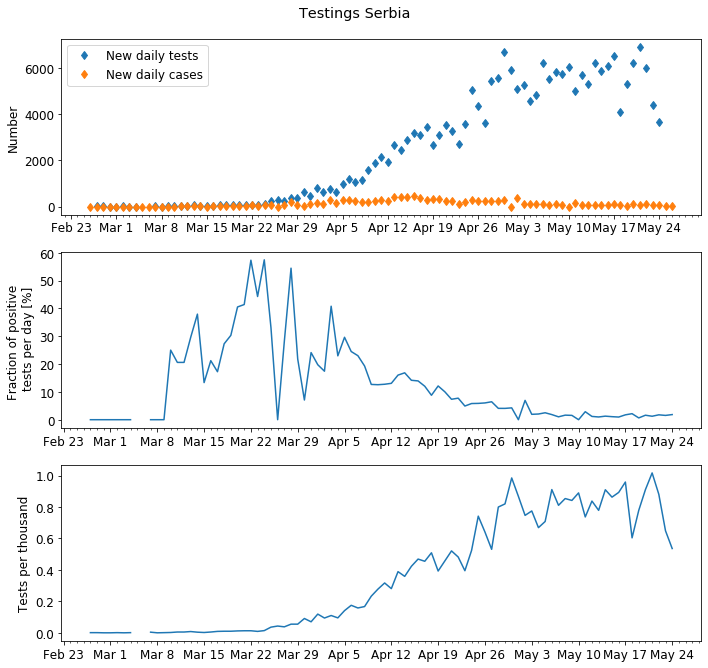 Testings Serbia
New daily tests
New daily cases
Number
6000
4000
2000
0
Feb 23 Mar 1 Mar 8 Mar 15 Mar 22 Mar 29 Apr 5 Apr 12 Apr 19 Apr 26 May 3 May 10 May 17 May 24
Fraction of positive
tests per day [%]
60
50
40
30
20
10
0
Feb 23 Mar 1 Mar 8 Mar 15 Mar 22 Mar 29 Apr 5 Apr 12 Apr 19 Apr 26 May 3 May 10 May 17 May 24
Tests per thousand
1.0
0.8
0.6
0.4
0.2
0.0
Feb 23 Mar 1 Mar 8 Mar 15 Mar 22 Mar 29 Apr 5 Apr 12 Apr 19 Apr 26 May 3 May 10 May 17 May 24